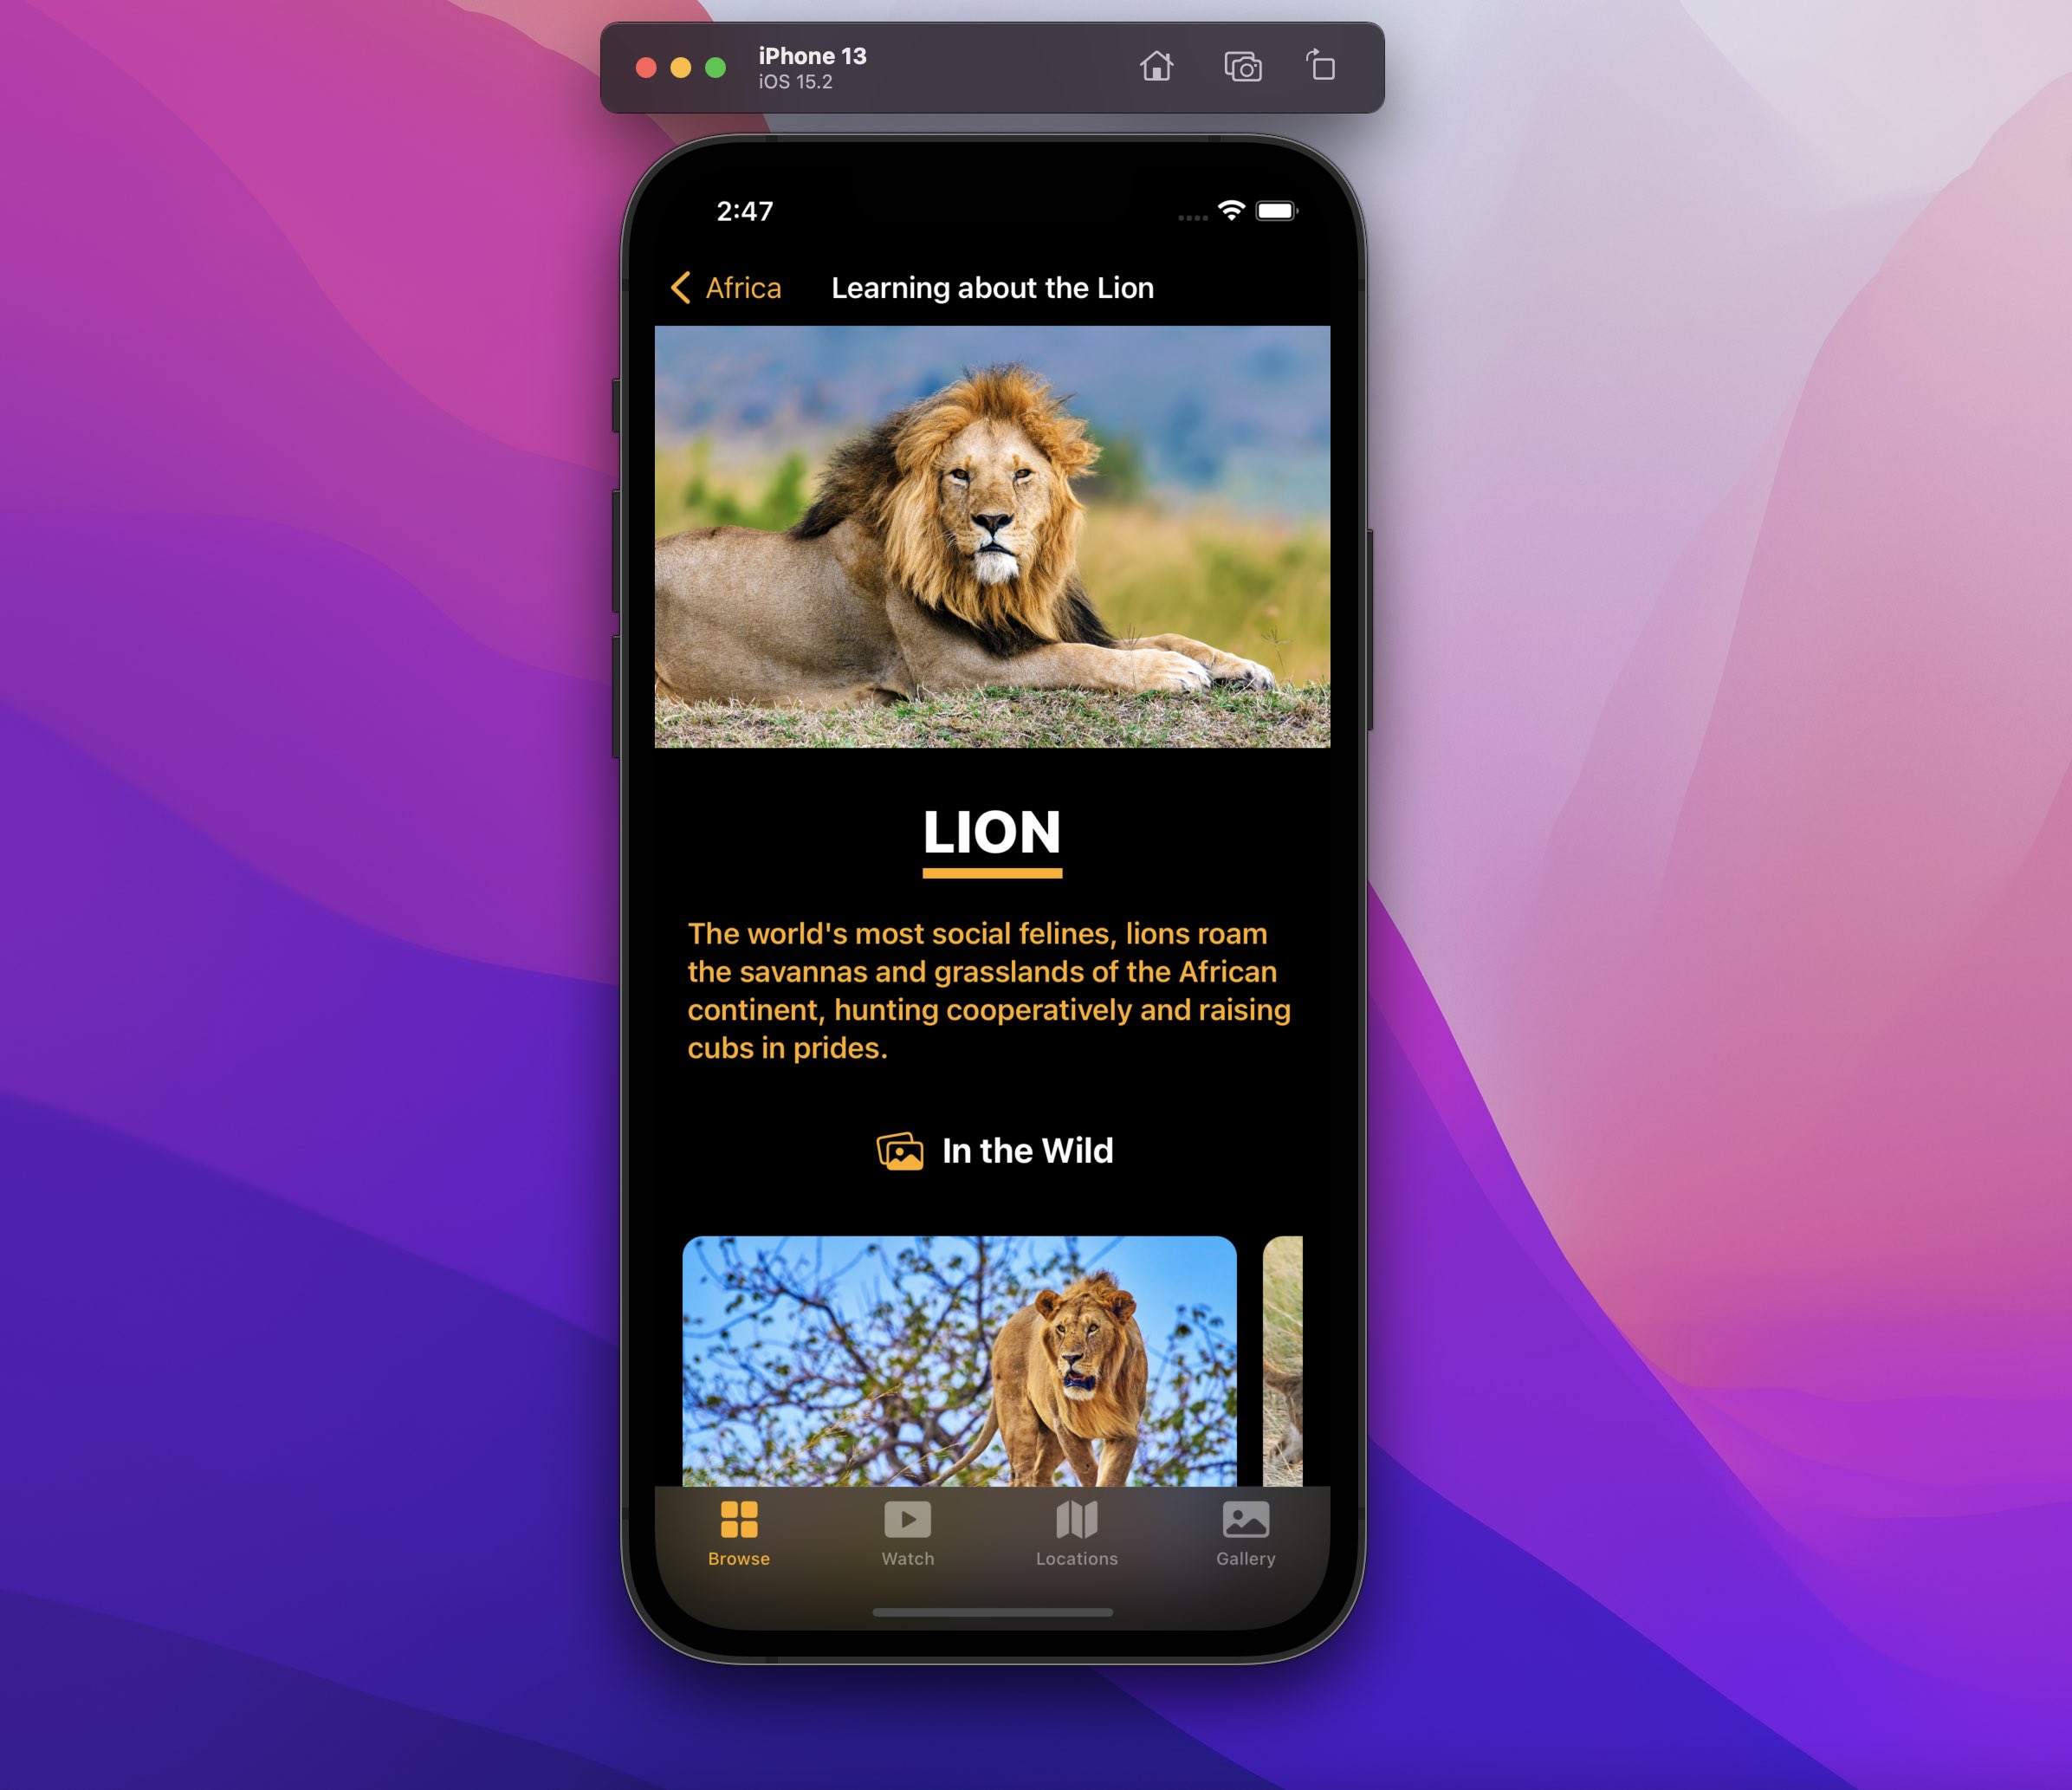 iPhone 13
iOS 15.2
2:47
Africa Learning about the Lion
LION
The world's most social felines, lions roam
the savannas and grasslands of the African
continent, hunting cooperatively and raising
cubs in prides.
In the Wild
Browse Watch Locations Gallery